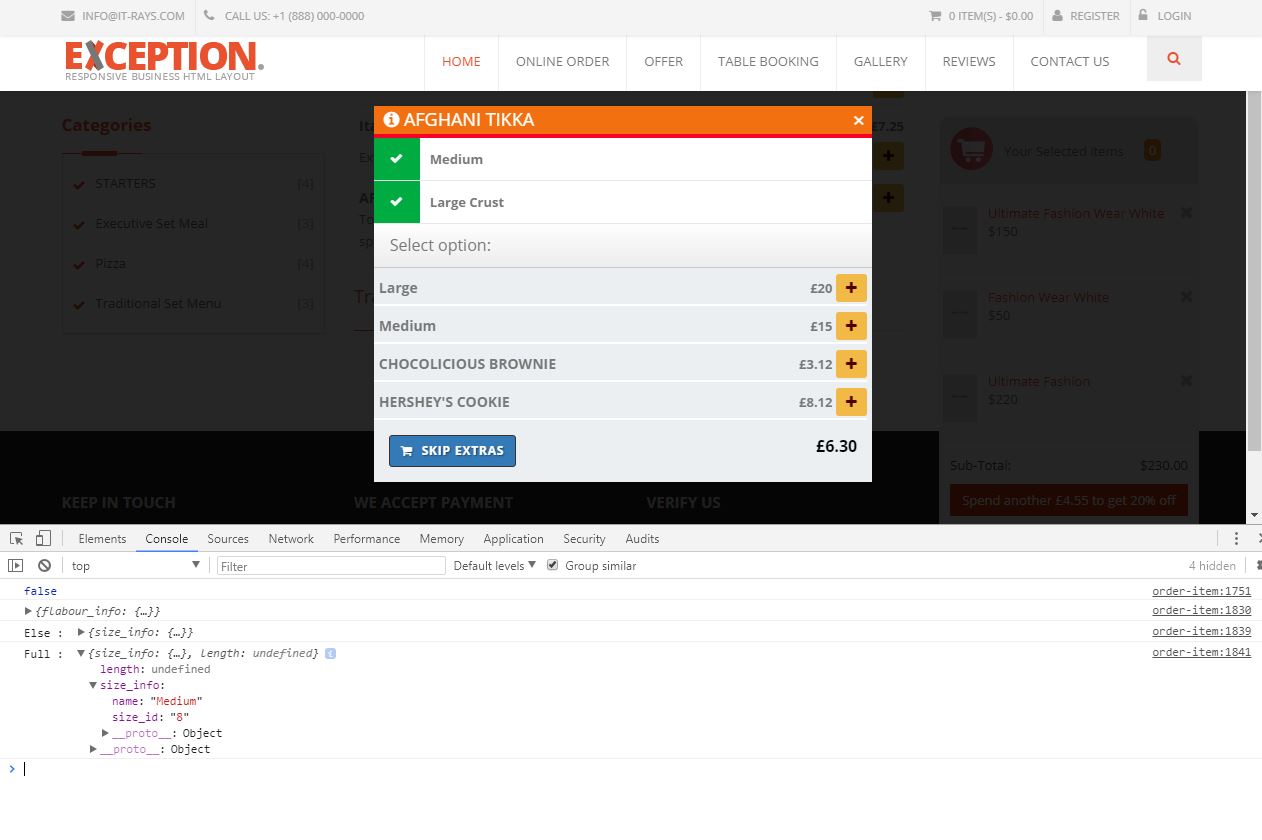 INFO@IT-RAYS.COM CALL US: +1 (888) 000-0000 0 ITEM(S) - $0.00 REGISTER LOGIN
EXCEPTION.
RESPONSIVE BUSINESS HTML LAYOUT
HOME ONLINE ORDER OFFER TABLE BOOKING GALLERY REVIEWS CONTACT US
Categories
STARTERS [4]
Executive Set Meal [3]
Pizza [4]
Traditional Set Menu [3]
£7.25
AFGHANI TIKKA ×
Medium
Large Crust
Select option:
Large £20 +
Medium £15 +
CHOCOLICIOUS BROWNIE £3.12 +
HERSHEY'S COOKIE £8.12 +
SKIP EXTRAS £6.30
Your Selected Items 0
Ultimate Fashion Wear White
$150
Fashion Wear White
$50
Ultimate Fashion
$220
Sub-Total: $230.00
Spend another £4.55 to get 20% off
KEEP IN TOUCH WE ACCEPT PAYMENT VERIFY US
Elements Console Sources Network Performance Memory Application Security Audits
top Filter Default levels Group similar 4 hidden
false order-item:1751
{flabour_info: {…}} order-item:1830
Else : {size_info: {…}} order-item:1839
Full : {size_info: {…}, length: undefined} order-item:1841
length: undefined
size_info:
name: "Medium"
size_id: "8"
__proto__: Object
__proto__: Object